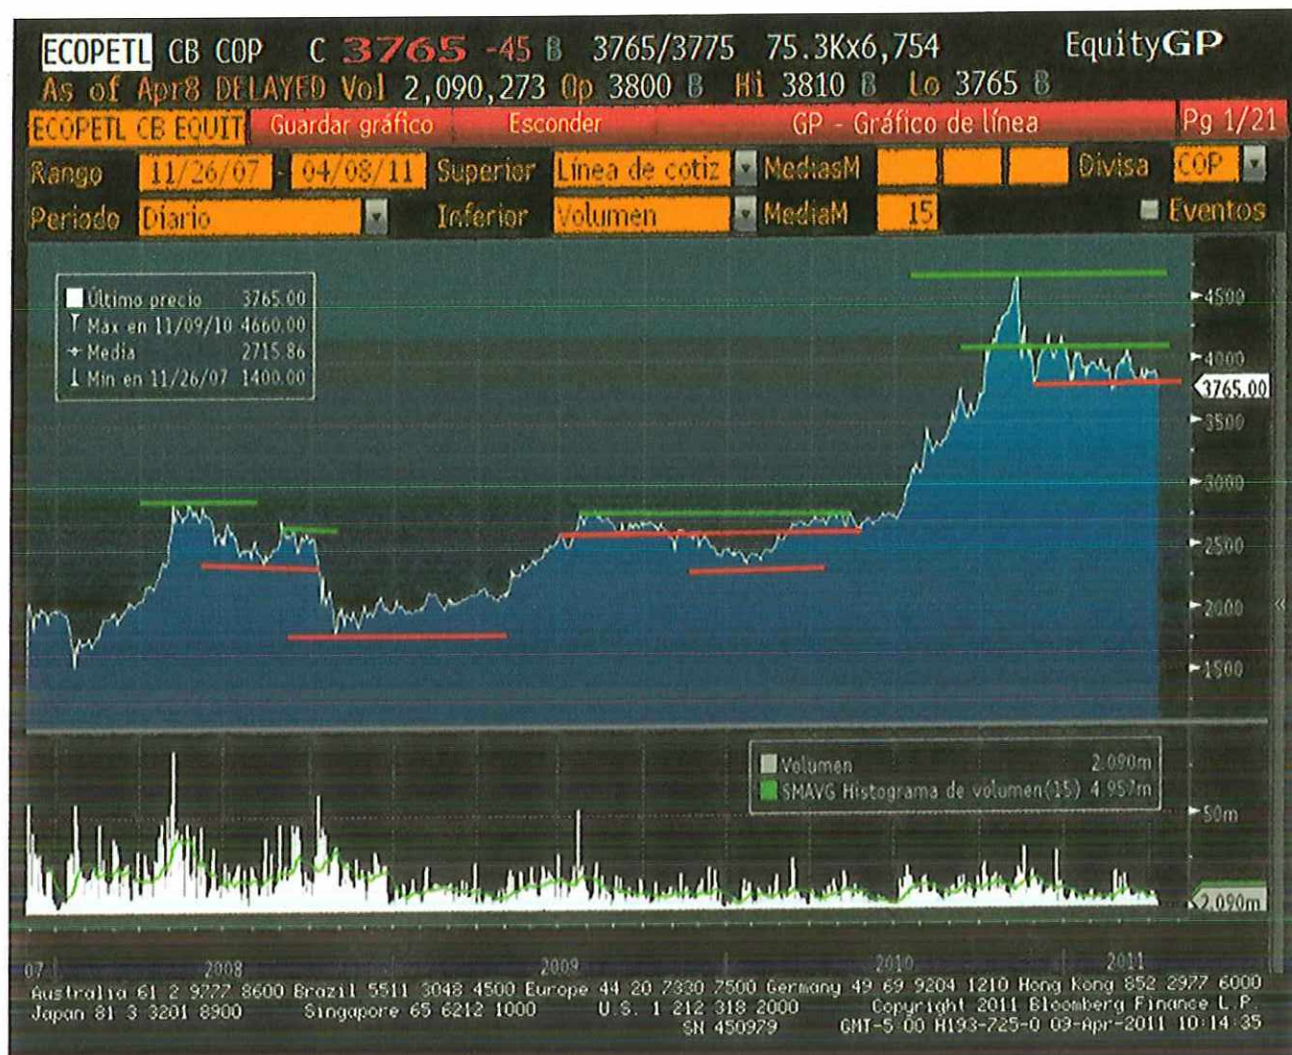 ECOPETL CB COP C 3765 -45 B 3765/3775 75.3Kx6,754 EquityGP
As of Apr8 DELAYED Vol 2,090,273 Op 3800 B Hi 3810 B Lo 3765 B
ECOPETL CB EQUIT Guardar gráfico Esconder GP - Gráfico de línea Pg 1/21
Rango 11/26/07 - 04/08/11 Superior Línea de cotiz MediasM Divisa COP
Periodo Diario Inferior Volumen MediaM 15 Eventos
Último precio 3765.00
Max en 11/09/10 4660.00
Media 2715.86
Min en 11/26/07 1400.00
4500
4000
3765.00
3500
3000
2500
2000
1500
Volumen 2.090m
SMAVG Histograma de volumen(15) 4.957m
50m
2.090m
07 2008 2009 2010 2011
Australia 61 2 9777 8600 Brazil 5511 3048 4500 Europe 44 20 7330 7500 Germany 49 69 9204 1210 Hong Kong 852 2977 6000
Japan 81 3 3201 8900 Singapore 65 6212 1000 U.S. 1 212 318 2000 Copyright 2011 Bloomberg Finance L.P.
SN 450979 GMT-5:00 H193-725-0 09-Apr-2011 10:14:35